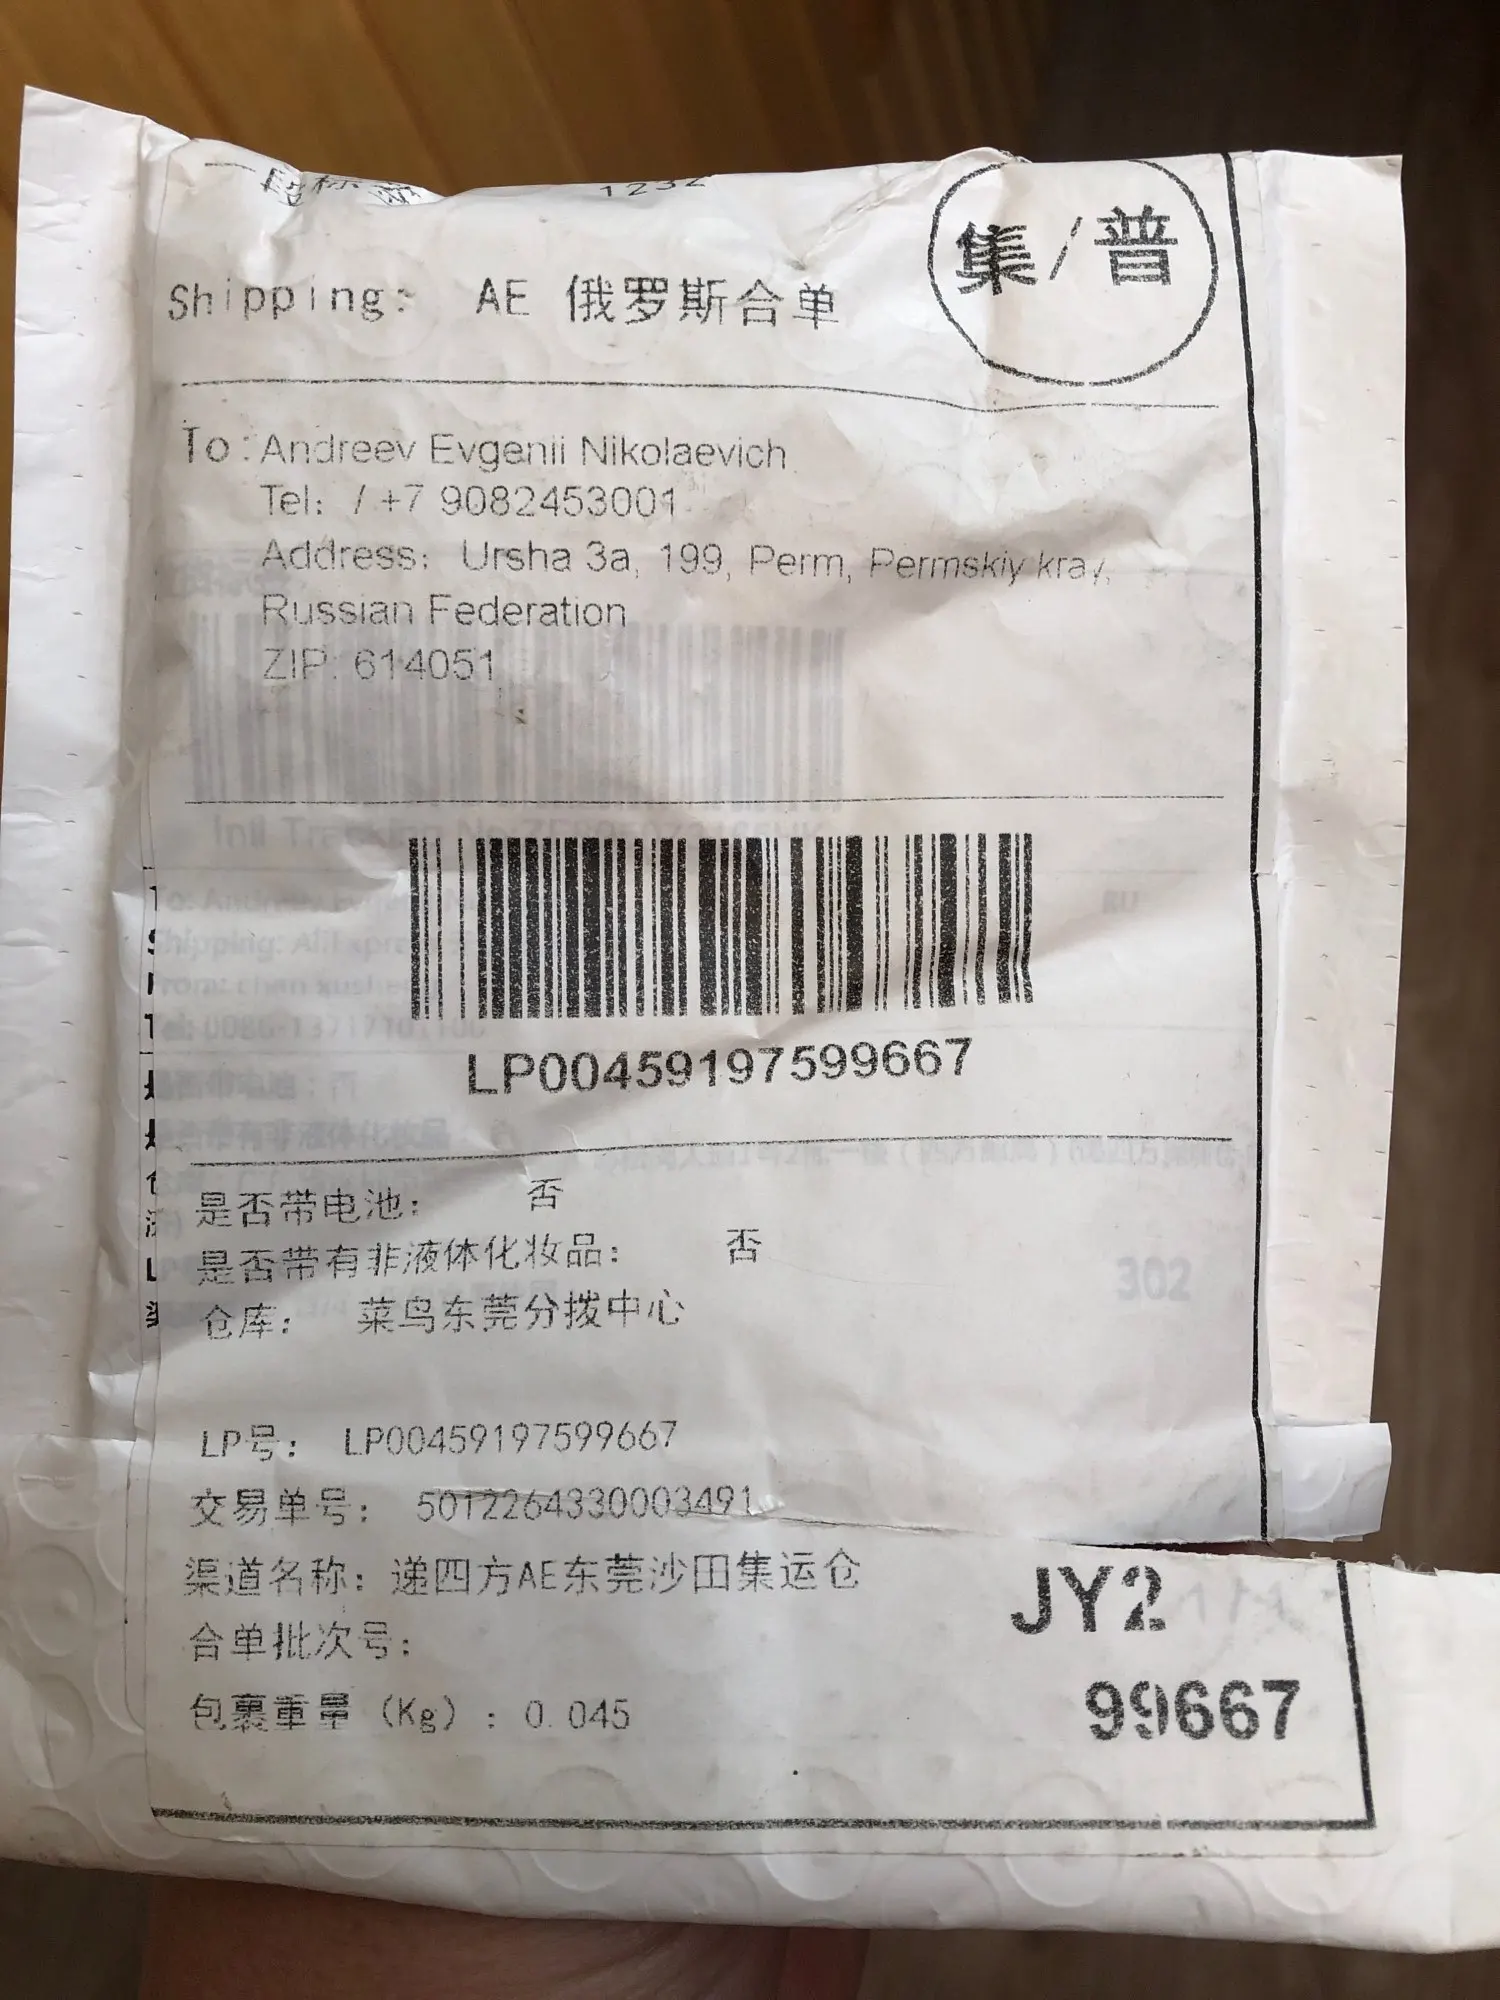 1232
集/普
Shipping: AE 俄罗斯合单
To: Andreev Evgenii Nikolaevich
Tel: / +7 9082453001
Address: Ursha 3a, 199, Perm, Permskiy kray,
Russian Federation
ZIP: 614051
RU
LP00459197599667
是否带电池: 否
是否带有非液体化妆品: 否
302
仓库: 菜鸟东莞分拨中心
LP号: LP00459197599667
交易单号: 5012264330003491
渠道名称: 递四方AE东莞沙田集运仓
JY2
合单批次号:
包裹重量 (Kg) : 0.045
99667